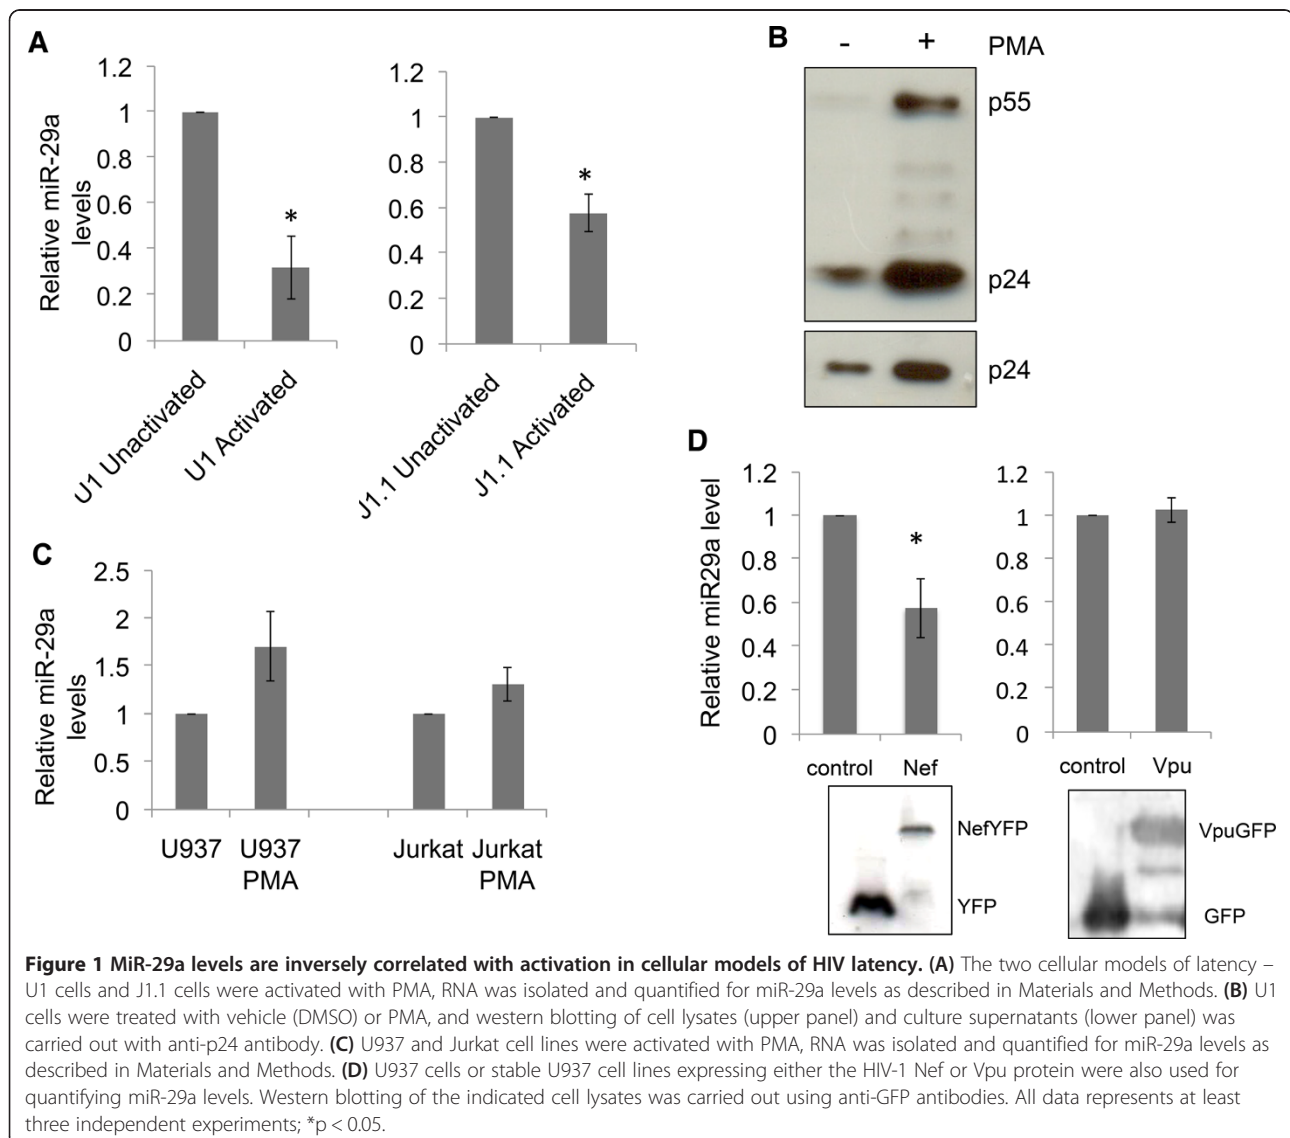 A
Relative miR-29a
levels
1.2
1
0.8
0.6
0.4
0.2
0
U1 Unactivated
U1 Activated
*
1.2
1
0.8
0.6
0.4
0.2
0
J1.1 Unactivated
J1.1 Activated
*
B
- + PMA
p55
p24
p24
C
Relative miR-29a
levels
2.5
2
1.5
1
0.5
0
U937 U937 Jurkat Jurkat
PMA PMA
D
Relative miR29a level
1.2
1
0.8
0.6
0.4
0.2
0
*
control Nef
NefYFP
YFP
1.2
1
0.8
0.6
0.4
0.2
0
control Vpu
VpuGFP
GFP
Figure 1 MiR-29a levels are inversely correlated with activation in cellular models of HIV latency. (A) The two cellular models of latency –
U1 cells and J1.1 cells were activated with PMA, RNA was isolated and quantified for miR-29a levels as described in Materials and Methods. (B) U1
cells were treated with vehicle (DMSO) or PMA, and western blotting of cell lysates (upper panel) and culture supernatants (lower panel) was
carried out with anti-p24 antibody. (C) U937 and Jurkat cell lines were activated with PMA, RNA was isolated and quantified for miR-29a levels as
described in Materials and Methods. (D) U937 cells or stable U937 cell lines expressing either the HIV-1 Nef or Vpu protein were also used for
quantifying miR-29a levels. Western blotting of the indicated cell lysates was carried out using anti-GFP antibodies. All data represents at least
three independent experiments; *p < 0.05.